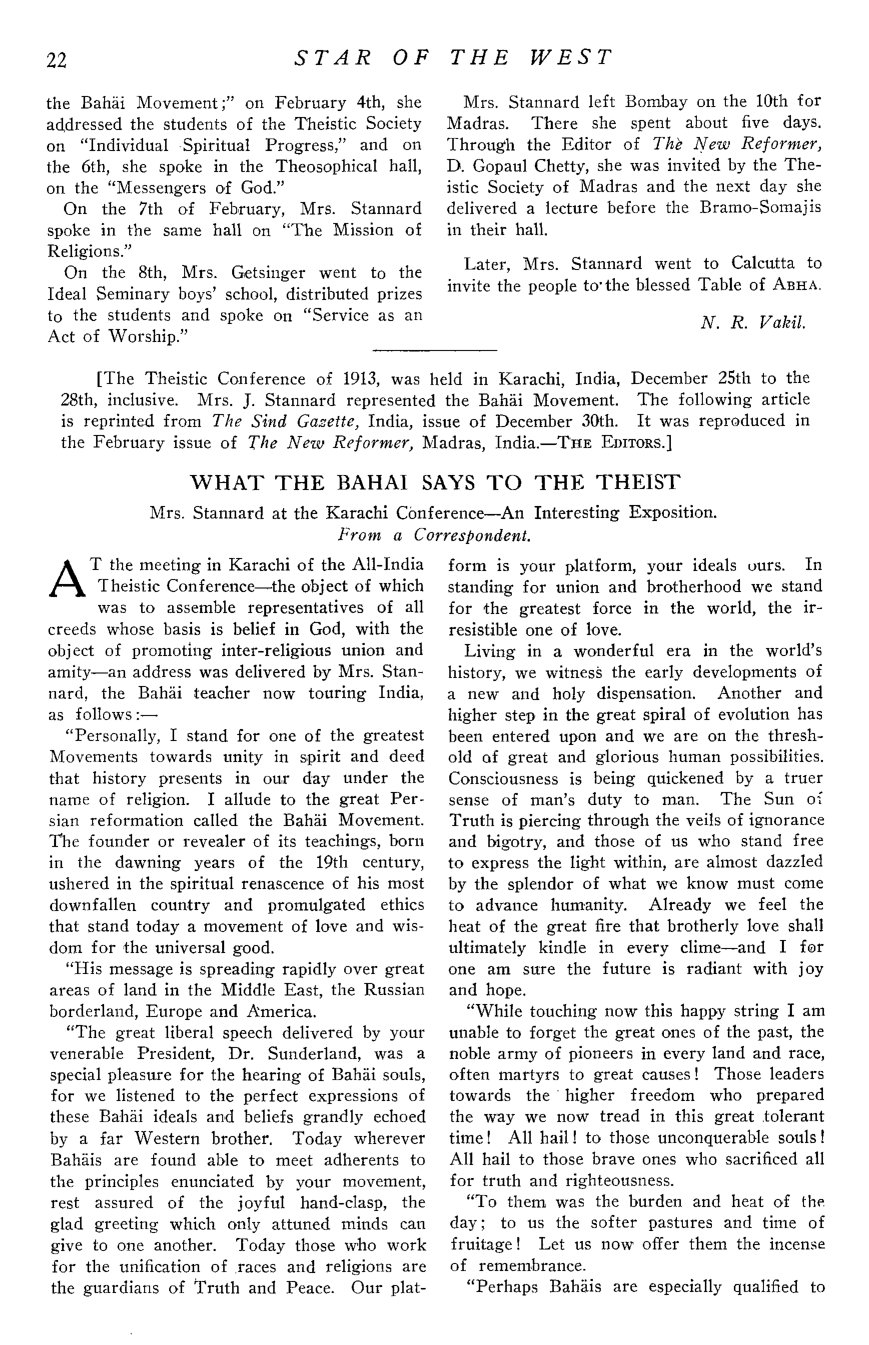 22
STAR OF THE WEST
the Bahäi Movement;” on February 4th, she
addressed the students of the Theistic Society
on “Individual Spiritual Progress,” and on
the 6th, she spoke in the Theosophical hall,
on the “Messengers of God.”
On the 7th of February, Mrs. Stannard
spoke in the same hall on “The Mission of
Religions.”
On the 8th, Mrs. Getsinger went to the
Ideal Seminary boys’ school, distributed prizes
to the students and spoke on “Service as an
Act of Worship.”
Mrs. Stannard left Bombay on the 10th for
Madras. There she spent about five days.
Through the Editor of The New Reformer,
D. Gopaul Chetty, she was invited by the The-
istic Society of Madras and the next day she
delivered a lecture before the Bramo-Somajis
in their hall.
Later, Mrs. Stannard went to Calcutta to
invite the people to the blessed Table of ABHA.
N. R. Vakil.
[The Theistic Conference of 1913, was held in Karachi, India, December 25th to the
28th, inclusive. Mrs. J. Stannard represented the Bahäi Movement. The following article
is reprinted from The Sind Gazette, India, issue of December 30th. It was reproduced in
the February issue of The New Reformer, Madras, India.—THE EDITORS.]
WHAT THE BAHAI SAYS TO THE THEIST
Mrs. Stannard at the Karachi Conference—An Interesting Exposition.
From a Correspondent.
AT the meeting in Karachi of the All-India
Theistic Conference—the object of which
was to assemble representatives of all
creeds whose basis is belief in God, with the
object of promoting inter-religious union and
amity—an address was delivered by Mrs. Stan-
nard, the Bahäi teacher now touring India,
as follows:—
“Personally, I stand for one of the greatest
Movements towards unity in spirit and deed
that history presents in our day under the
name of religion. I allude to the great Per-
sian reformation called the Bahäi Movement.
The founder or revealer of its teachings, born
in the dawning years of the 19th century,
ushered in the spiritual renascence of his most
downfallen country and promulgated ethics
that stand today a movement of love and wis-
dom for the universal good.
“His message is spreading rapidly over great
areas of land in the Middle East, the Russian
borderland, Europe and America.
“The great liberal speech delivered by your
venerable President, Dr. Sunderland, was a
special pleasure for the hearing of Bahäi souls,
for we listened to the perfect expressions of
these Bahäi ideals and beliefs grandly echoed
by a far Western brother. Today wherever
Bahäis are found able to meet adherents to
the principles enunciated by your movement,
rest assured of the joyful hand-clasp, the
glad greeting which only attuned minds can
give to one another. Today those who work
for the unification of races and religions are
the guardians of Truth and Peace. Our plat-
form is your platform, your ideals ours. In
standing for union and brotherhood we stand
for the greatest force in the world, the ir-
resistible one of love.
Living in a wonderful era in the world’s
history, we witness the early developments of
a new and holy dispensation. Another and
higher step in the great spiral of evolution has
been entered upon and we are on the thresh-
old of great and glorious human possibilities.
Consciousness is being quickened by a truer
sense of man’s duty to man. The Sun of
Truth is piercing through the veils of ignorance
and bigotry, and those of us who stand free
to express the light within, are almost dazzled
by the splendor of what we know must come
to advance humanity. Already we feel the
heat of the great fire that brotherly love shall
ultimately kindle in every clime—and I for
one am sure the future is radiant with joy
and hope.
“While touching now this happy string I am
unable to forget the great ones of the past, the
noble army of pioneers in every land and race,
often martyrs to great causes! Those leaders
towards the higher freedom who prepared
the way we now tread in this great tolerant
time! All hail! to those unconquerable souls!
All hail to those brave ones who sacrificed all
for truth and righteousness.
“To them was the burden and heat of the
day; to us the softer pastures and time of
fruitage! Let us now offer them the incense
of remembrance.
“Perhaps Bahäis are especially qualified to